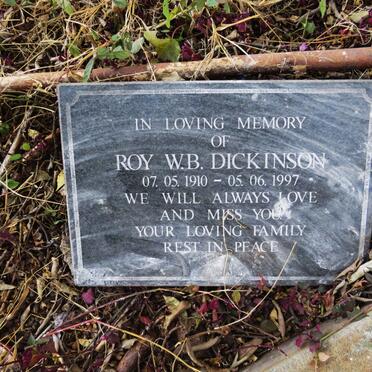 IN LOVING MEMORY
OF
ROY W.B. DICKINSON
07. 05. 1910 - 05. 06. 1997
WE WILL ALWAYS LOVE
AND MISS YOU
YOUR LOVING FAMILY
REST IN PEACE